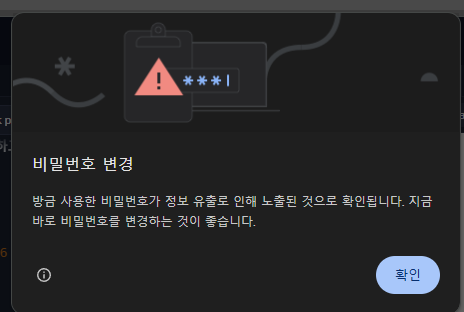 ***|
비밀번호 변경
방금 사용한 비밀번호가 정보 유출로 인해 노출된 것으로 확인됩니다. 지금
바로 비밀번호를 변경하는 것이 좋습니다.
확인